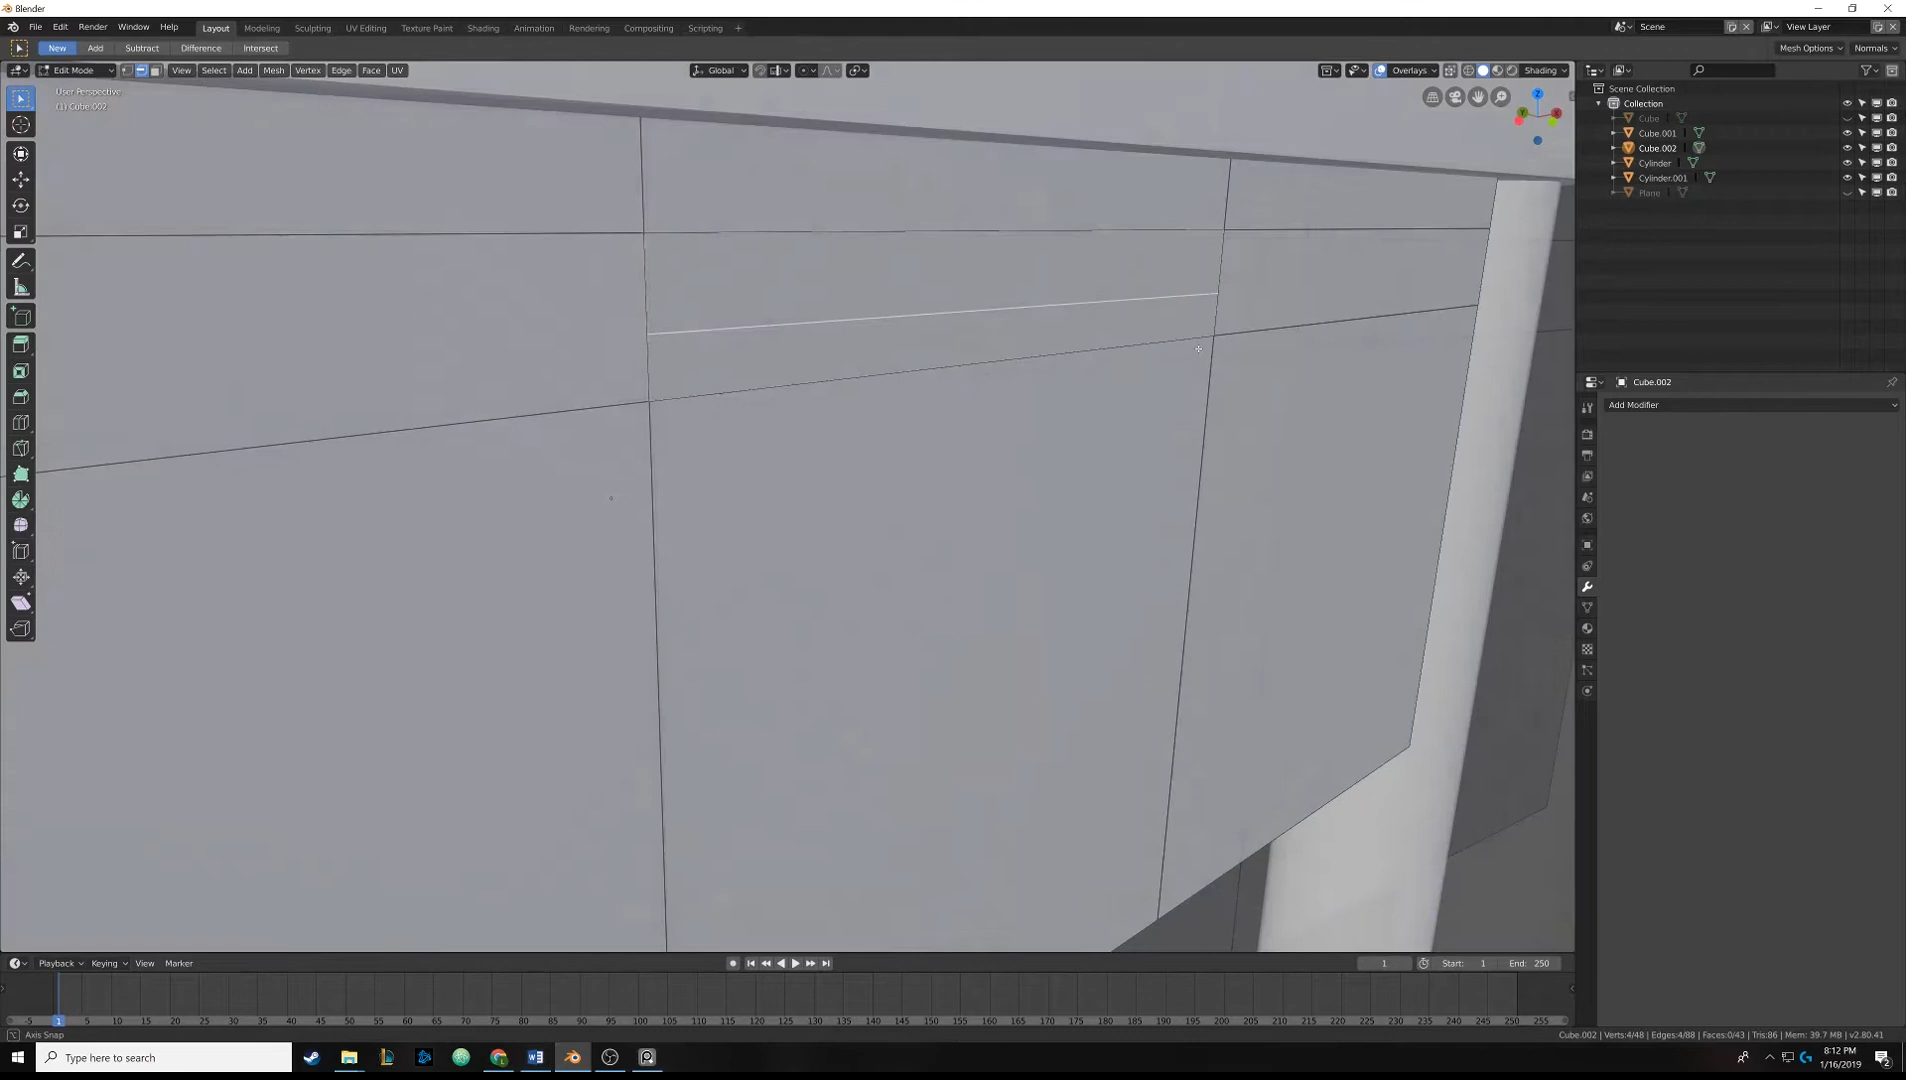 Blender
File Edit Render Window Help Layout Modeling Sculpting UV Editing Texture Paint Shading Animation Rendering Compositing Scripting + Scene View Layer
New Add Subtract Difference Intersect Mesh Options Normals
Edit Mode View Select Add Mesh Vertex Edge Face UV Global Overlays Shading
User Perspective
(1) Cube.002
Z
Y
X
Scene Collection
Collection
Cube
Cube.001
Cube.002
Cylinder
Cylinder.001
Plane
Cube.002
Add Modifier
Playback Keying View Marker 1 Start: 1 End: 250
-5 1 5 10 15 20 25 30 35 40 45 50 55 60 65 70 75 80 85 90 95 100 105 110 115 120 125 130 135 140 145 150 155 160 165 170 175 180 185 190 195 200 205 210 215 220 225 230 235 240 245 250 255
Axis Snap Cube.002 | Verts:4/48 | Edges:4/88 | Faces:0/43 | Tris:86 | Mem: 39.7 MB | v2.80.41
Type here to search 8:12 PM
1/16/2019 2